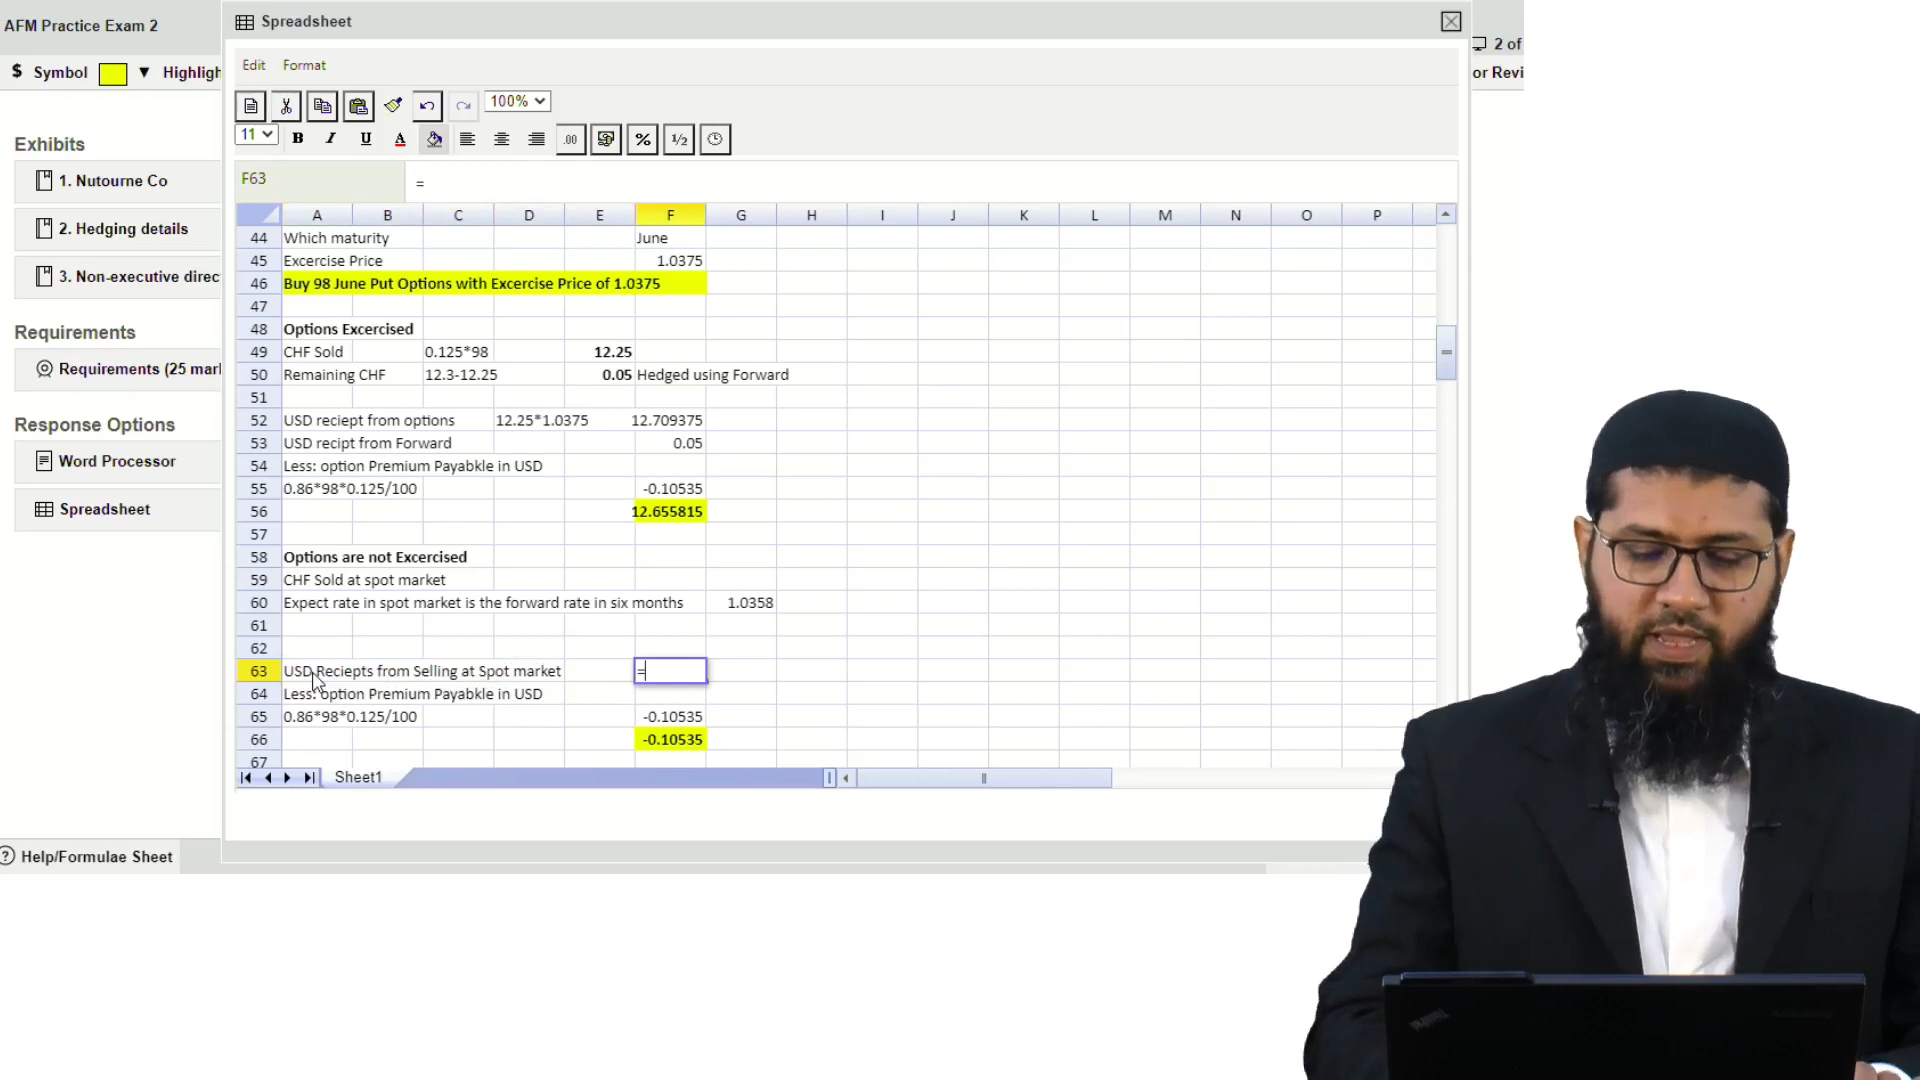 AFM Practice Exam 2
Spreadsheet
2 of
$ Symbol
Highligh
or Revi
Edit Format
100%
11 B I U A .00 % 1/2
F63 =
Exhibits
1. Nutourne Co
2. Hedging details
3. Non-executive direc
Requirements
Requirements (25 marl
Response Options
Word Processor
Spreadsheet
A B C D E F G H I J K L M N O P
44 Which maturity June
45 Excercise Price 1.0375
46 Buy 98 June Put Options with Excercise Price of 1.0375
47
48 Options Excercised
49 CHF Sold 0.125*98 12.25
50 Remaining CHF 12.3-12.25 0.05 Hedged using Forward
51
52 USD reciept from options 12.25*1.0375 12.709375
53 USD recipt from Forward 0.05
54 Less: option Premium Payabkle in USD
55 0.86*98*0.125/100 -0.10535
56 12.655815
57
58 Options are not Excercised
59 CHF Sold at spot market
60 Expect rate in spot market is the forward rate in six months 1.0358
61
62
63 USD Reciepts from Selling at Spot market =
64 Less: option Premium Payabkle in USD
65 0.86*98*0.125/100 -0.10535
66 -0.10535
67
Sheet1
Help/Formulae Sheet